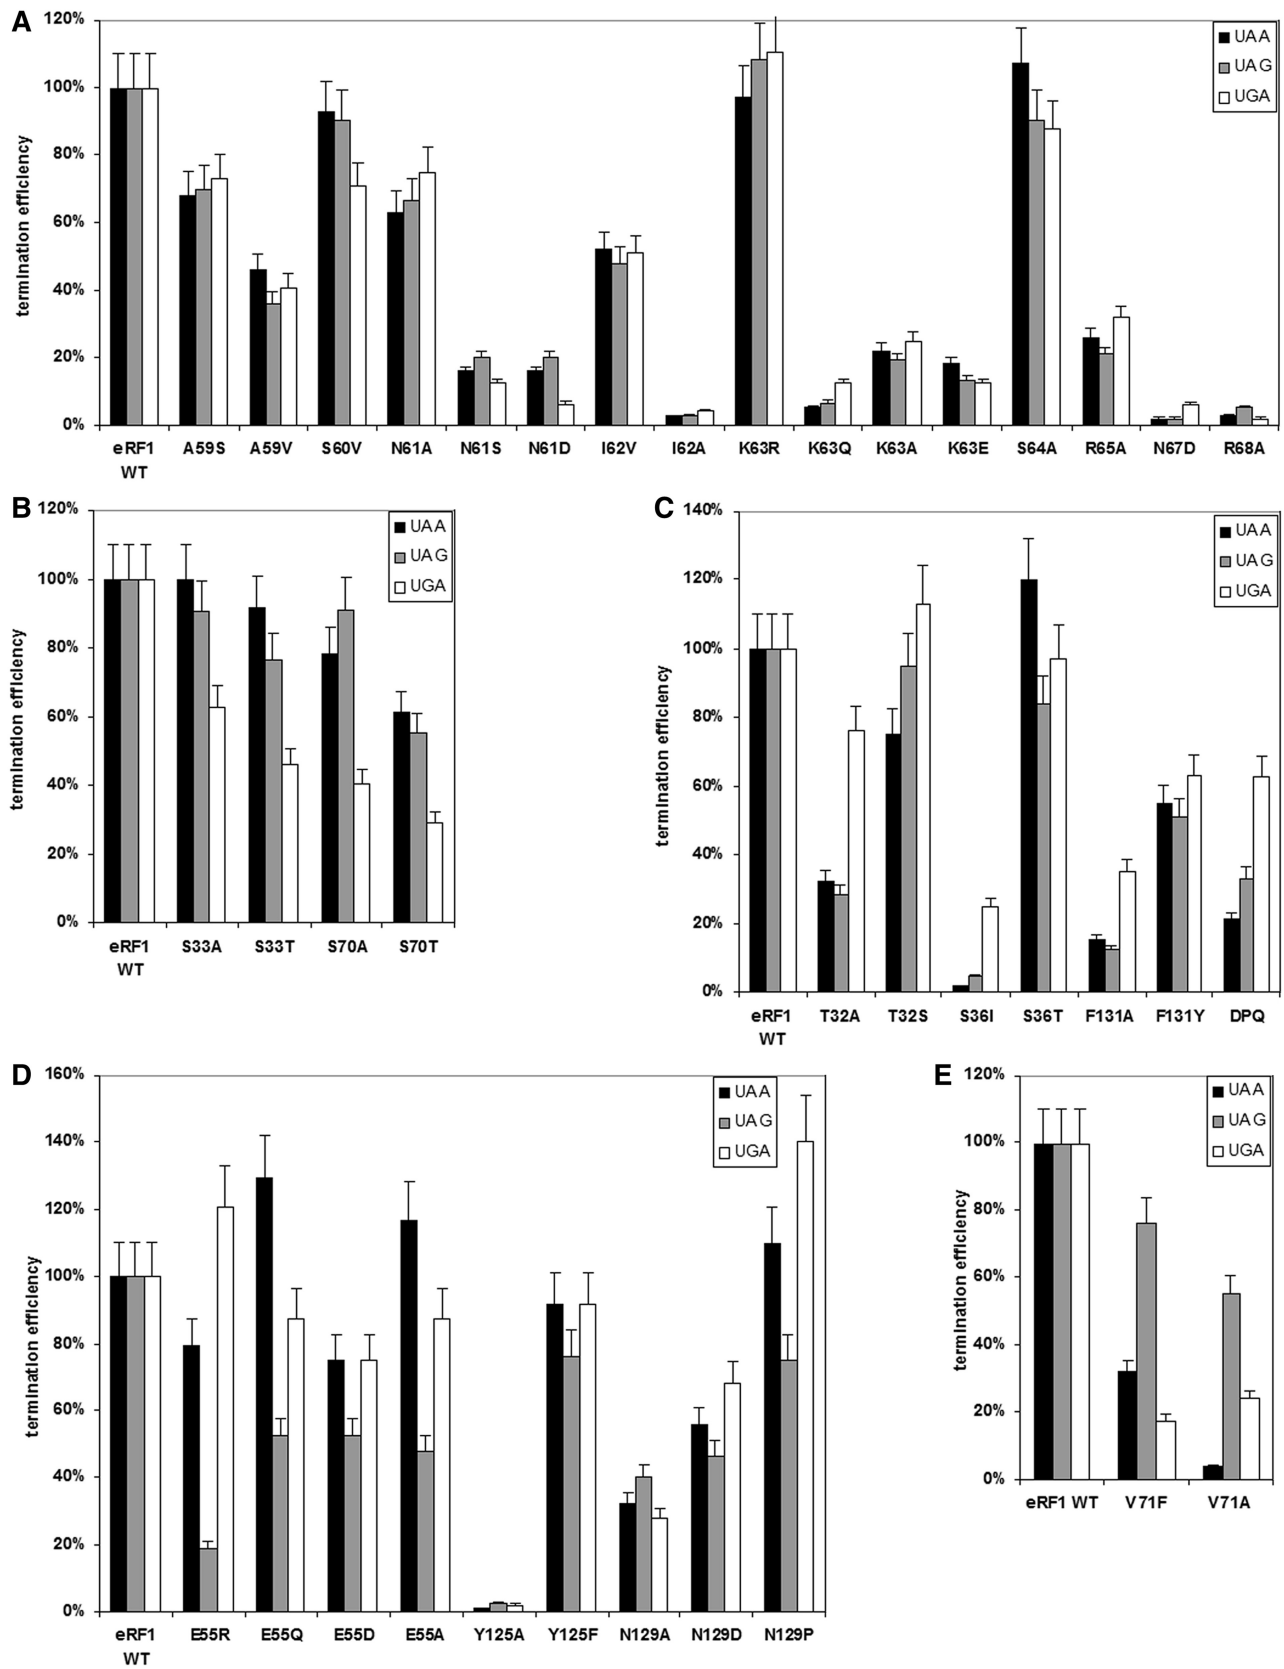 A
120%
100%
80%
60%
40%
20%
0%
termination efficiency
UAA
UAG
UGA
eRF1 WT A59S A59V S60V N61A N61S N61D I62V I62A K63R K63Q K63A K63E S64A R65A N67D R68A
B
120%
100%
80%
60%
40%
20%
0%
termination efficiency
UAA
UAG
UGA
eRF1 WT S33A S33T S70A S70T
C
140%
120%
100%
80%
60%
40%
20%
0%
termination efficiency
UAA
UAG
UGA
eRF1 WT T32A T32S S36I S36T F131A F131Y DPQ
D
160%
140%
120%
100%
80%
60%
40%
20%
0%
termination efficiency
UAA
UAG
UGA
eRF1 WT E55R E55Q E55D E55A Y125A Y125F N129A N129D N129P
E
120%
100%
80%
60%
40%
20%
0%
termination efficiency
UAA
UAG
UGA
eRF1 WT V71F V71A